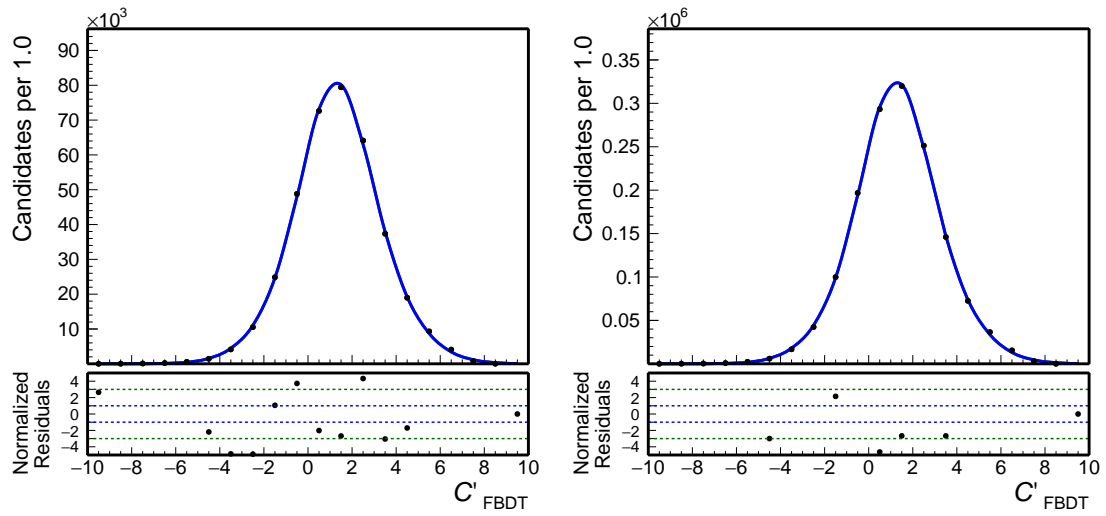 ×10³
Candidates per 1.0
90
80
70
60
50
40
30
20
10
Normalized
Residuals
4
2
0
−2
−4
−10 −8 −6 −4 −2 0 2 4 6 8 10
C'FBDT
×10⁶
Candidates per 1.0
0.35
0.3
0.25
0.2
0.15
0.1
0.05
Normalized
Residuals
4
2
0
−2
−4
−10 −8 −6 −4 −2 0 2 4 6 8 10
C'FBDT